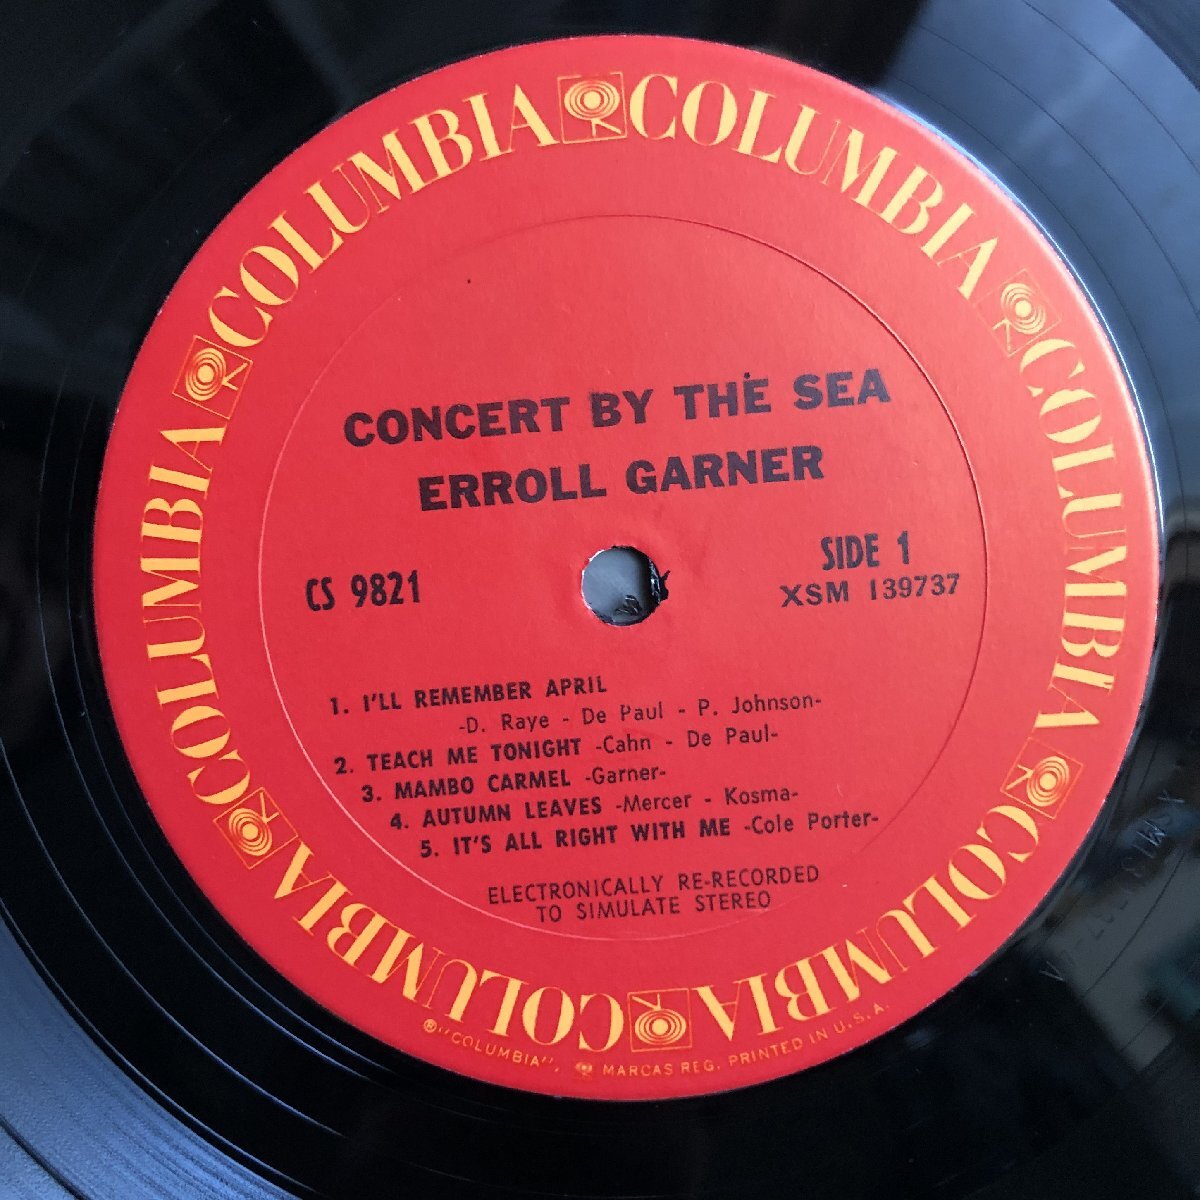 COLUMBIA COLUMBIA COLUMBIA COLUMBIA COLUMBIA COLUMBIA
CONCERT BY THE SEA
ERROLL GARNER
CS 9821
SIDE 1
XSM 139737
1. I'LL REMEMBER APRIL
-D. Raye - De Paul - P. Johnson-
2. TEACH ME TONIGHT -Cahn - De Paul-
3. MAMBO CARMEL -Garner-
4. AUTUMN LEAVES -Mercer - Kosma-
5. IT'S ALL RIGHT WITH ME -Cole Porter-
ELECTRONICALLY RE-RECORDED
TO SIMULATE STEREO
® "COLUMBIA", MARCAS REG. PRINTED IN U.S.A.